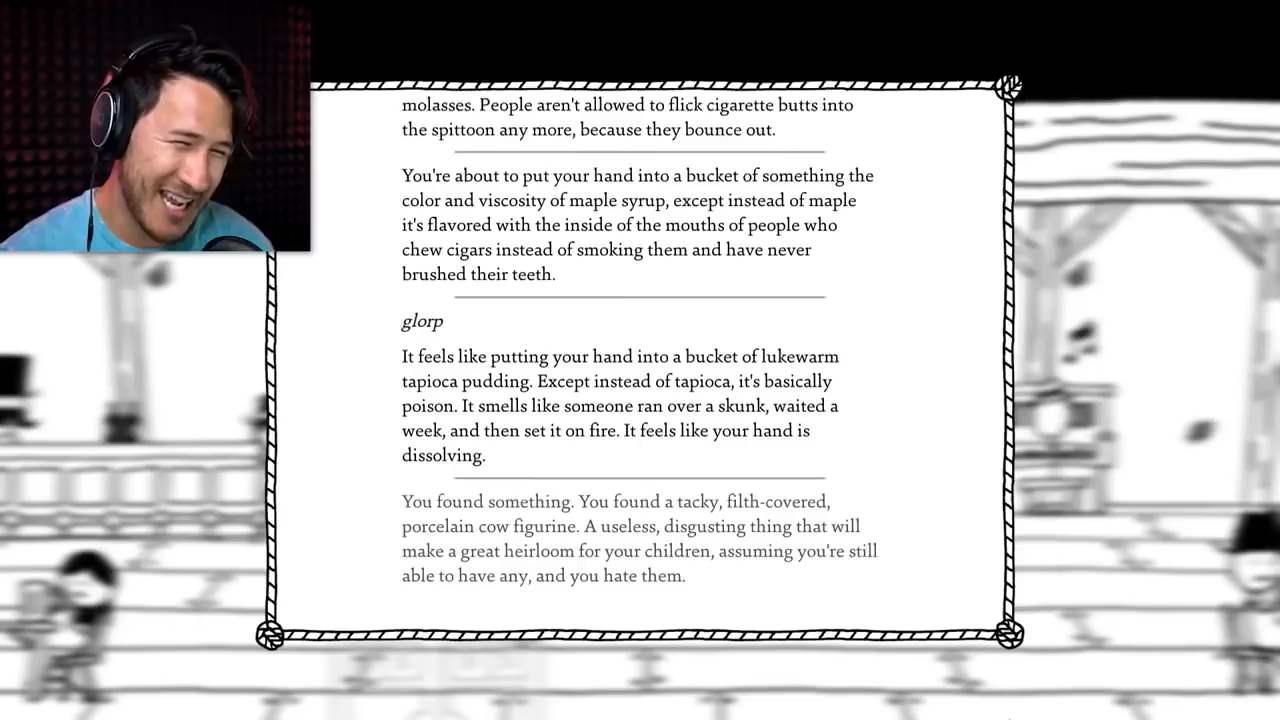 molasses. People aren't allowed to flick cigarette butts into
the spittoon any more, because they bounce out.
You're about to put your hand into a bucket of something the
color and viscosity of maple syrup, except instead of maple
it's flavored with the inside of the mouths of people who
chew cigars instead of smoking them and have never
brushed their teeth.
glorp
It feels like putting your hand into a bucket of lukewarm
tapioca pudding. Except instead of tapioca, it's basically
poison. It smells like someone ran over a skunk, waited a
week, and then set it on fire. It feels like your hand is
dissolving.
You found something. You found a tacky, filth-covered,
porcelain cow figurine. A useless, disgusting thing that will
make a great heirloom for your children, assuming you're still
able to have any, and you hate them.